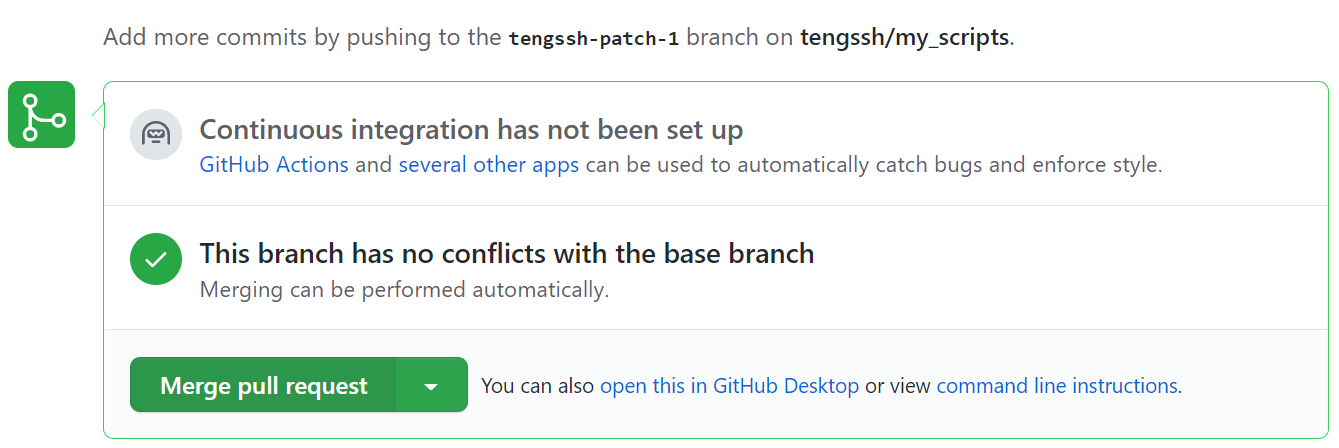 Add more commits by pushing to the tengssh-patch-1 branch on tengssh/my_scripts.
Continuous integration has not been set up
GitHub Actions and several other apps can be used to automatically catch bugs and enforce style.
This branch has no conflicts with the base branch
Merging can be performed automatically.
Merge pull request You can also open this in GitHub Desktop or view command line instructions.